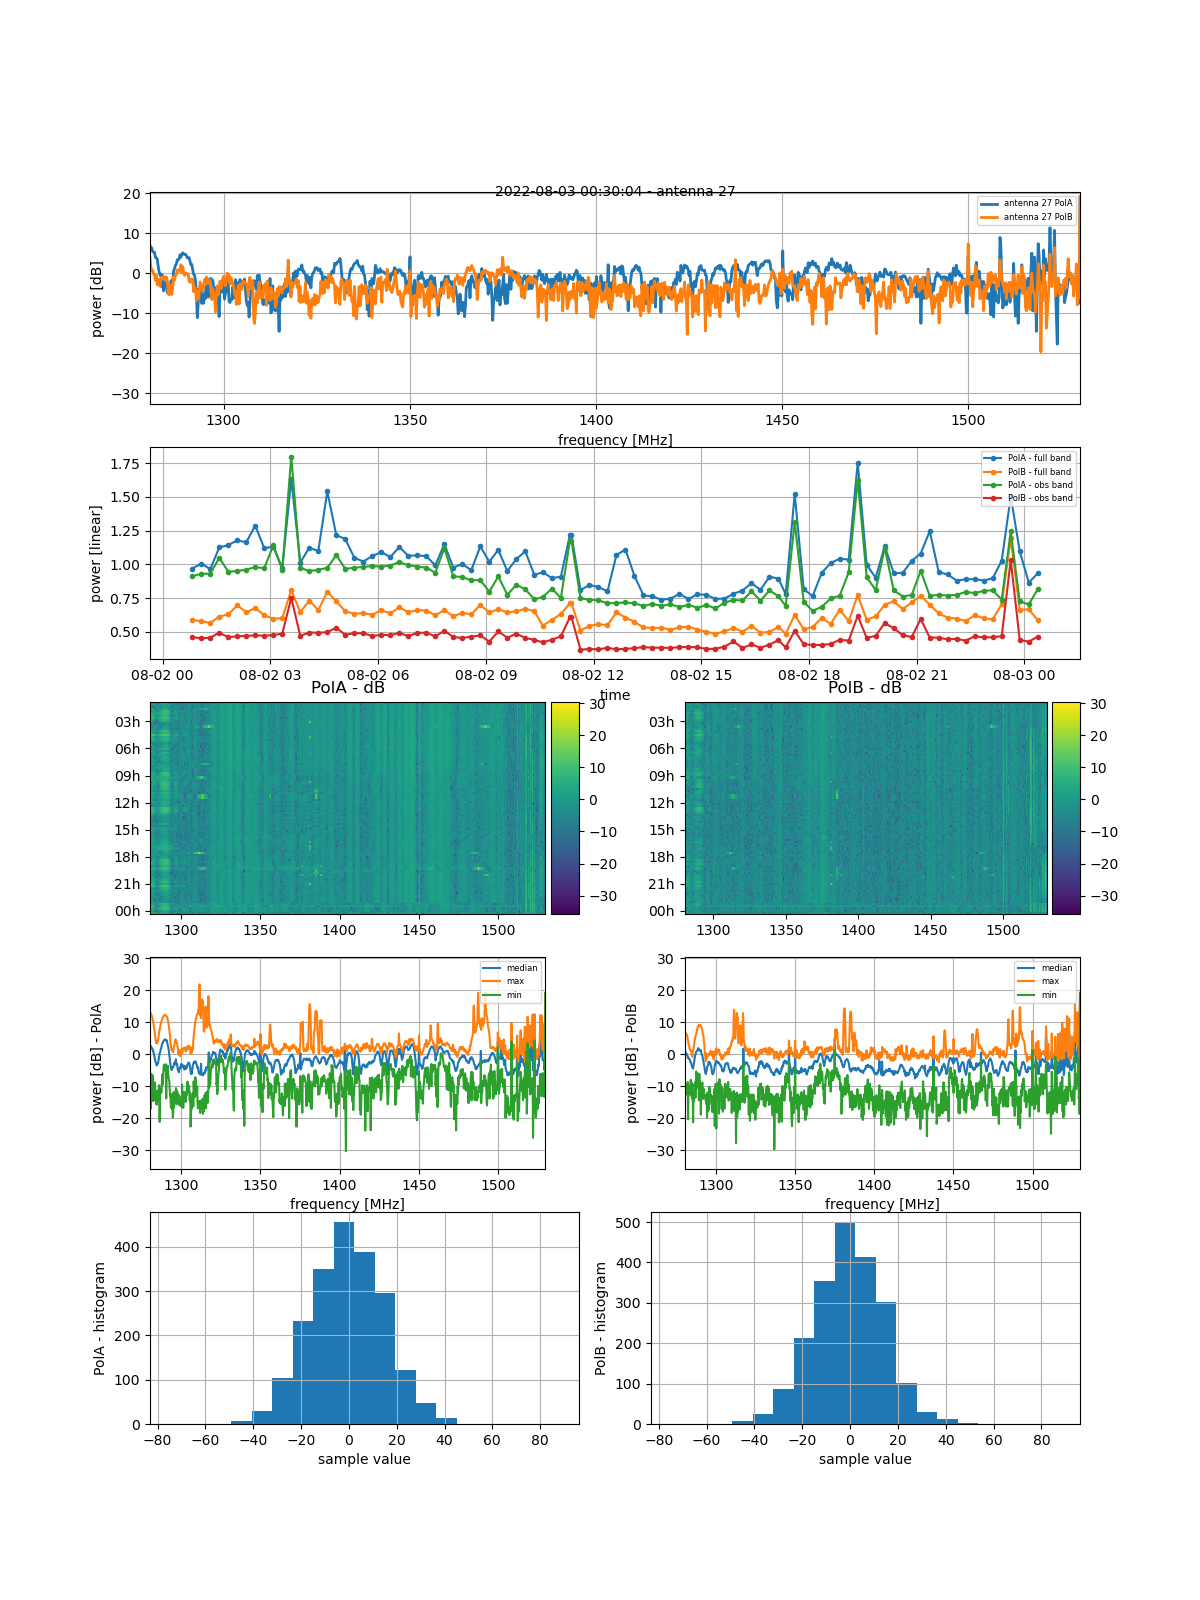 2022-08-03 00:30:04 - antenna 27
power [dB]
20
10
0
−10
−20
−30
antenna 27 PolA
antenna 27 PolB
1300 1350 1400 1450 1500
frequency [MHz]
power [linear]
1.75
1.50
1.25
1.00
0.75
0.50
PolA - full band
PolB - full band
PolA - obs band
PolB - obs band
08-02 00 08-02 03 08-02 06 08-02 09 08-02 12 08-02 15 08-02 18 08-02 21 08-03 00
time
PolA - dB
03h
06h
09h
12h
15h
18h
21h
00h
1300 1350 1400 1450 1500
30
20
10
0
−10
−20
−30
PolB - dB
03h
06h
09h
12h
15h
18h
21h
00h
1300 1350 1400 1450 1500
30
20
10
0
−10
−20
−30
power [dB] - PolA
30
20
10
0
−10
−20
−30
median
max
min
1300 1350 1400 1450 1500
frequency [MHz]
power [dB] - PolB
30
20
10
0
−10
−20
−30
median
max
min
1300 1350 1400 1450 1500
frequency [MHz]
PolA - histogram
400
300
200
100
0
−80 −60 −40 −20 0 20 40 60 80
sample value
PolB - histogram
500
400
300
200
100
0
−80 −60 −40 −20 0 20 40 60 80
sample value